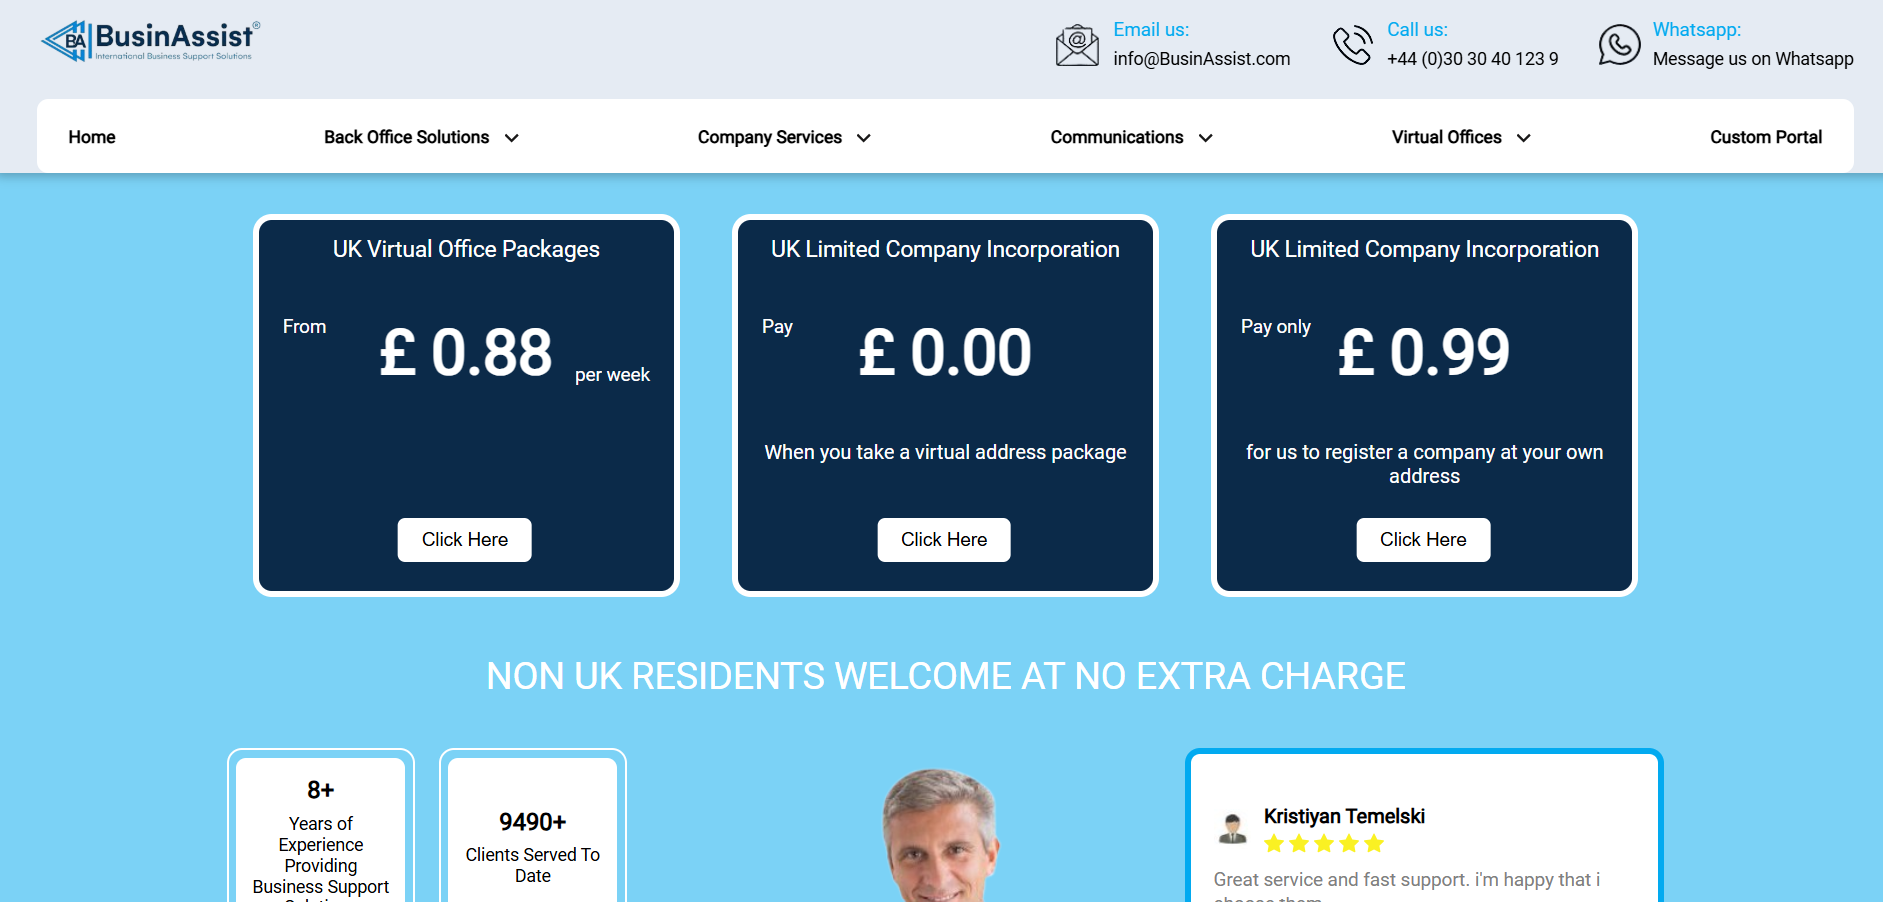 BA BusinAssist®
International Business Support Solutions
Email us:
info@BusinAssist.com
Call us:
+44 (0)30 30 40 123 9
Whatsapp:
Message us on Whatsapp
Home
Back Office Solutions
Company Services
Communications
Virtual Offices
Custom Portal
UK Virtual Office Packages
From
£ 0.88
per week
Click Here
UK Limited Company Incorporation
Pay
£ 0.00
When you take a virtual address package
Click Here
UK Limited Company Incorporation
Pay only
£ 0.99
for us to register a company at your own
address
Click Here
NON UK RESIDENTS WELCOME AT NO EXTRA CHARGE
8+
Years of
Experience
Providing
Business Support
9490+
Clients Served To
Date
Kristiyan Temelski
Great service and fast support. i'm happy that i